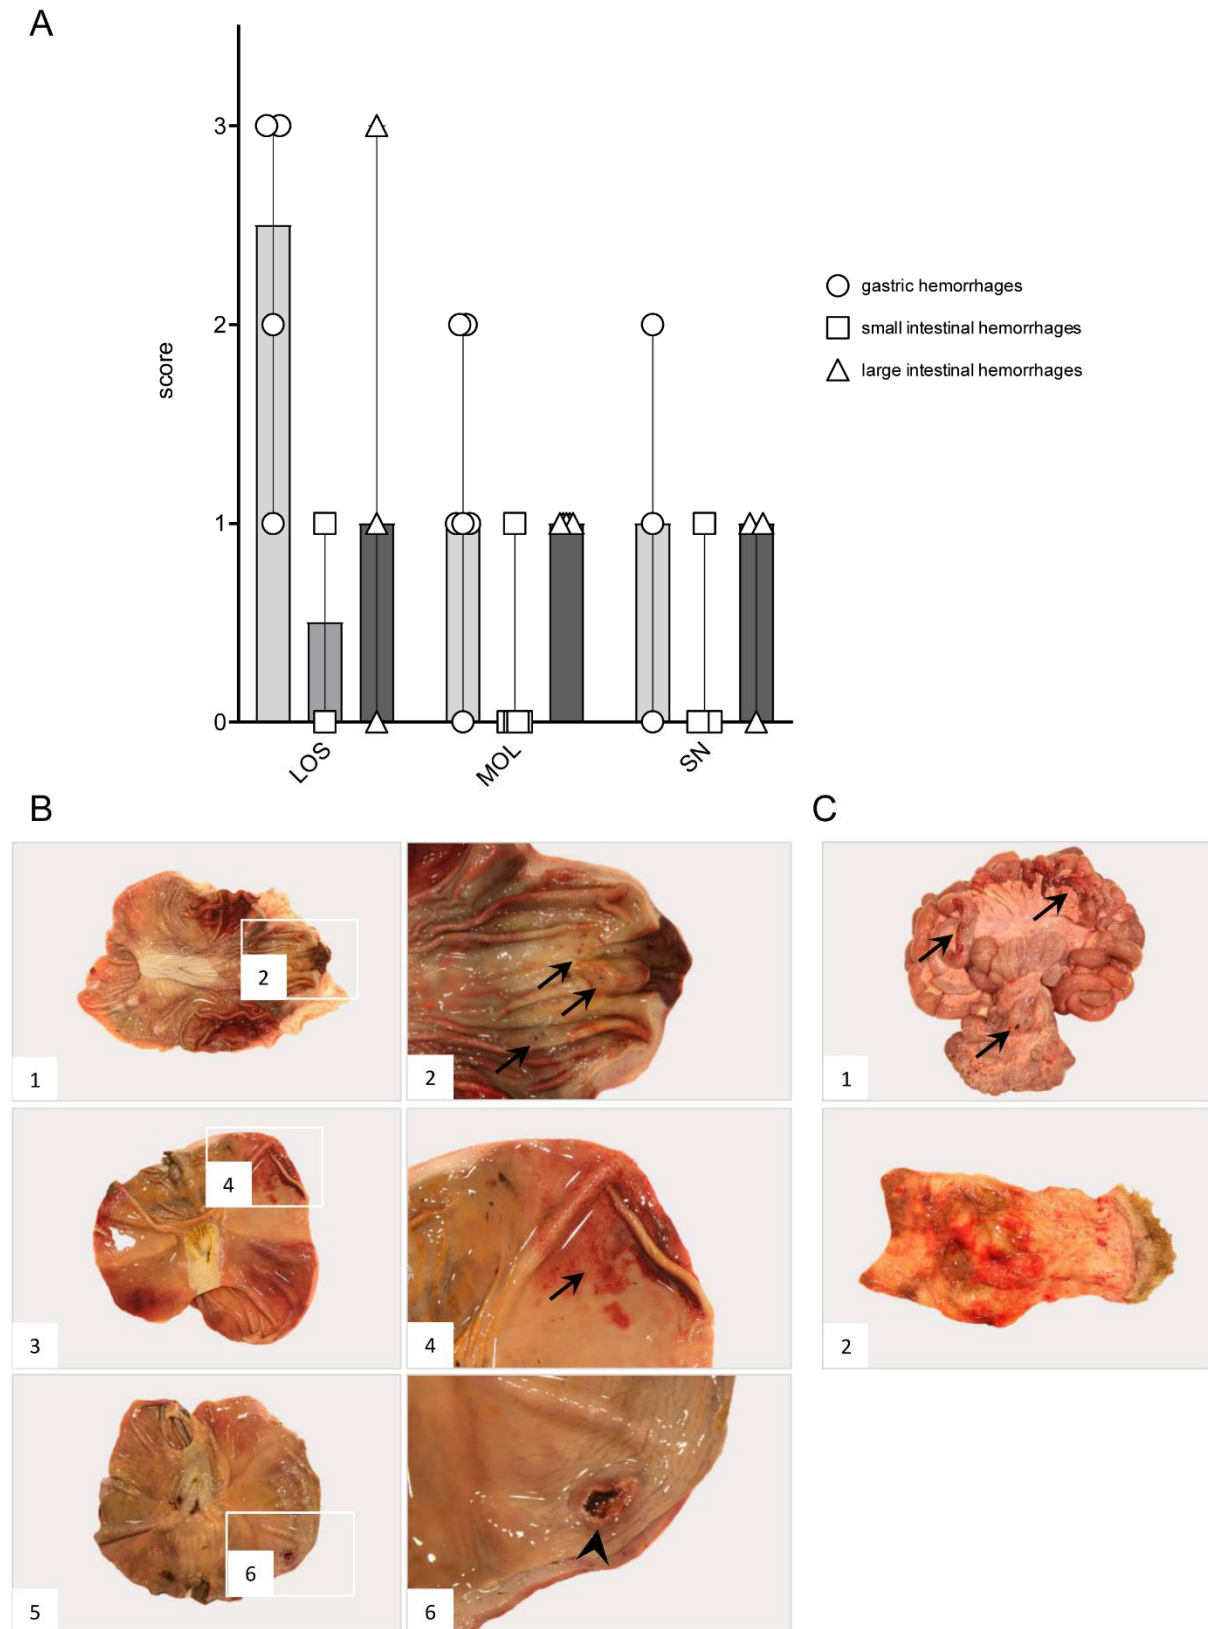 A
score
3
2
1
0
LOS
MOL
SN
gastric hemorrhages
small intestinal hemorrhages
large intestinal hemorrhages
B
C
2
1
2
1
4
3
4
2
6
5
6